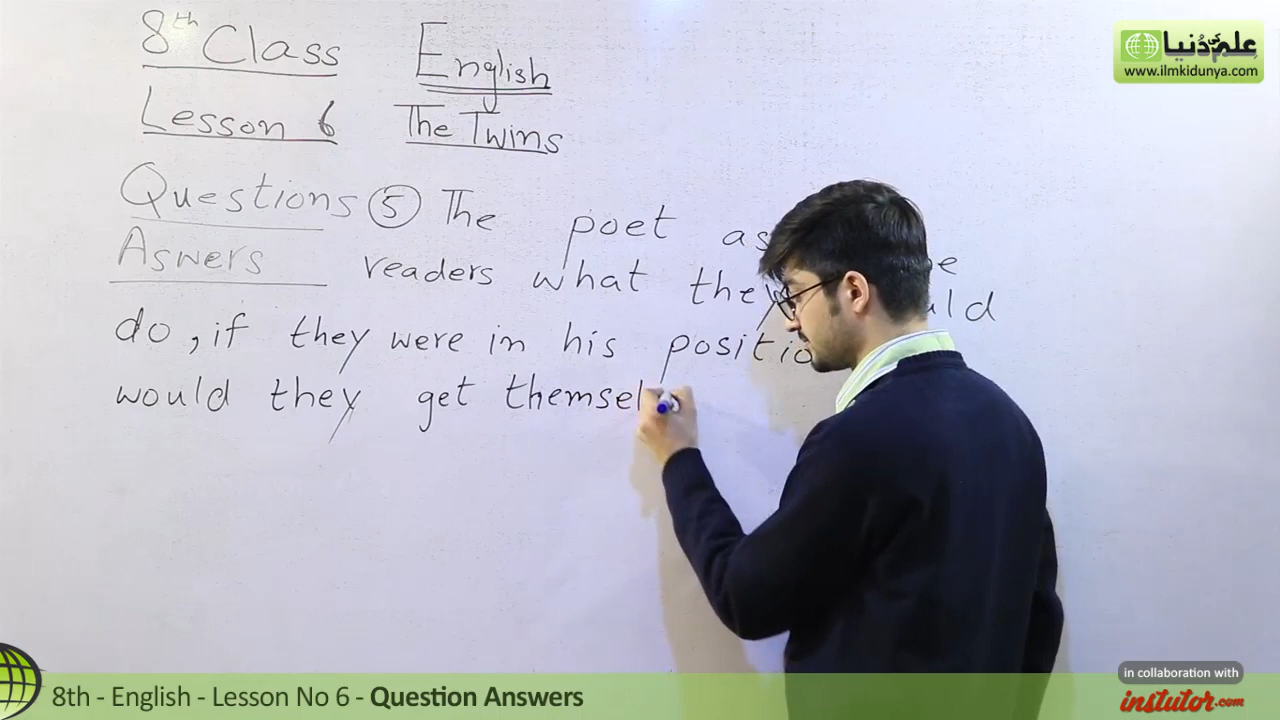 8th Class English
Lesson 6 The Twins
Questions ⑤ The poet
Aswers readers what they
do, if they were in his
would they get themsel
علم کی دنیا
www.ilmkidunya.com
in collaboration with
instutor.com
8th - English - Lesson No 6 - Question Answers